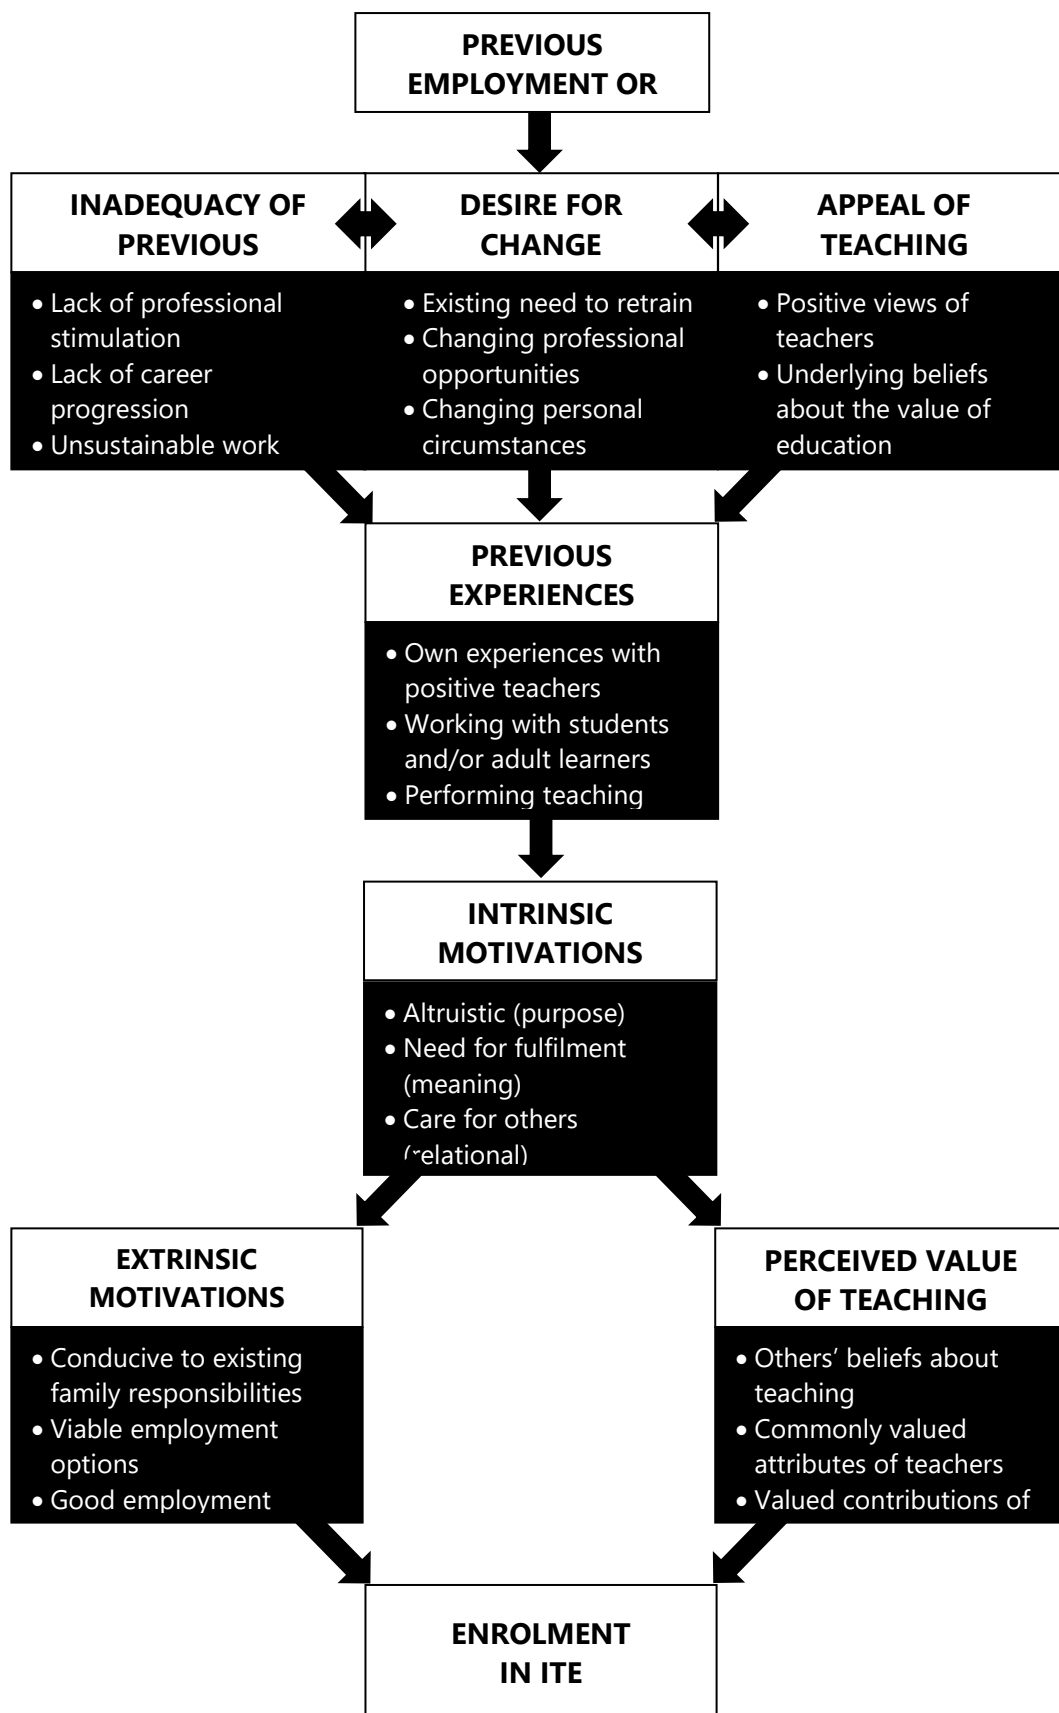 PREVIOUS
EMPLOYMENT OR
INADEQUACY OF
PREVIOUS
DESIRE FOR
CHANGE
APPEAL OF
TEACHING
• Lack of professional
stimulation
• Lack of career
progression
• Unsustainable work
• Existing need to retrain
• Changing professional
opportunities
• Changing personal
circumstances
• Positive views of
teachers
• Underlying beliefs
about the value of
education
PREVIOUS
EXPERIENCES
• Own experiences with
positive teachers
• Working with students
and/or adult learners
• Performing teaching
INTRINSIC
MOTIVATIONS
• Altruistic (purpose)
• Need for fulfilment
(meaning)
• Care for others
(relational)
EXTRINSIC
MOTIVATIONS
• Conducive to existing
family responsibilities
• Viable employment
options
• Good employment
PERCEIVED VALUE
OF TEACHING
• Others’ beliefs about
teaching
• Commonly valued
attributes of teachers
• Valued contributions of
ENROLMENT
IN ITE